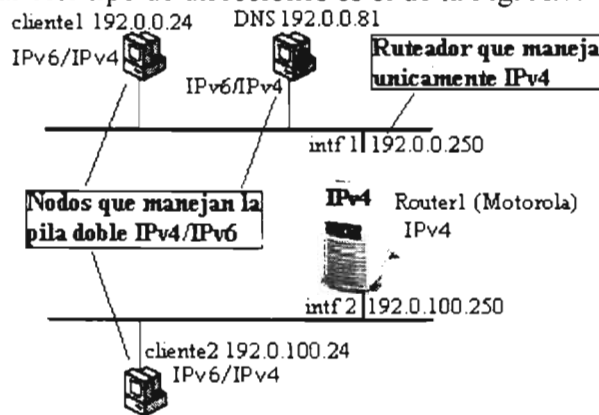 cliente1 192.0.0.24
DNS 192.0.0.81
IPv6/IPv4
IPv6/IPv4
Ruteador que maneja
unicamente IPv4
intf 1 192.0.0.250
Nodos que manejan la
pila doble IPv4/IPv6
IPv4
Router1 (Motorola)
IPv4
intf 2 192.0.100.250
cliente2 192.0.100.24
IPv6/IPv4